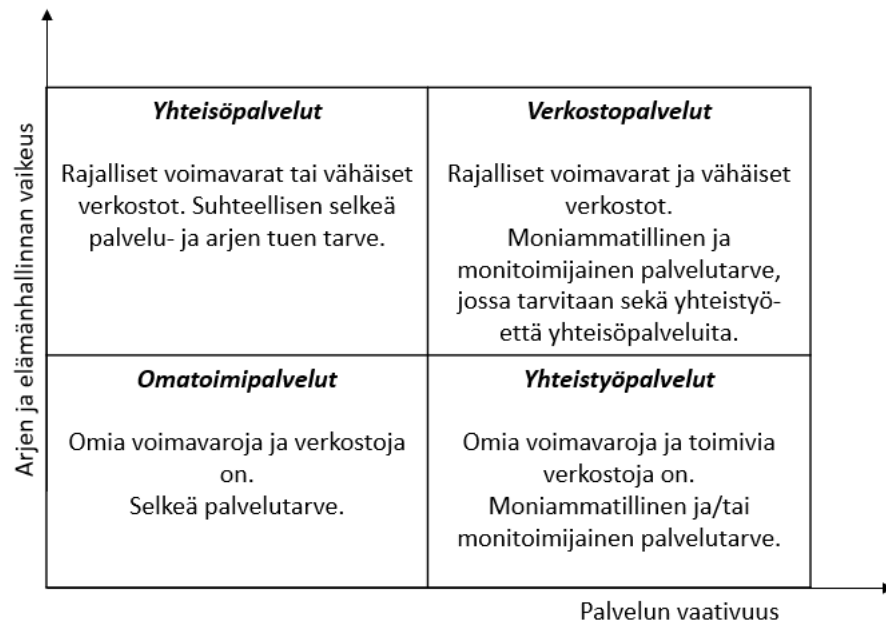 Arjen ja elämänhallinnan vaikeus
Yhteisöpalvelut
Rajalliset voimavarat tai vähäiset
verkostot. Suhteellisen selkeä
palvelu- ja arjen tuen tarve.
Verkostopalvelut
Rajalliset voimavarat ja vähäiset
verkostot.
Moniammatillinen ja
monitoimijainen palvelutarve,
jossa tarvitaan sekä yhteistyö-
että yhteisöpalveluita.
Omatoimipalvelut
Omia voimavaroja ja verkostoja
on.
Selkeä palvelutarve.
Yhteistyöpalvelut
Omia voimavaroja ja toimivia
verkostoja on.
Moniammatillinen ja/tai
monitoimijainen palvelutarve.
Palvelun vaativuus